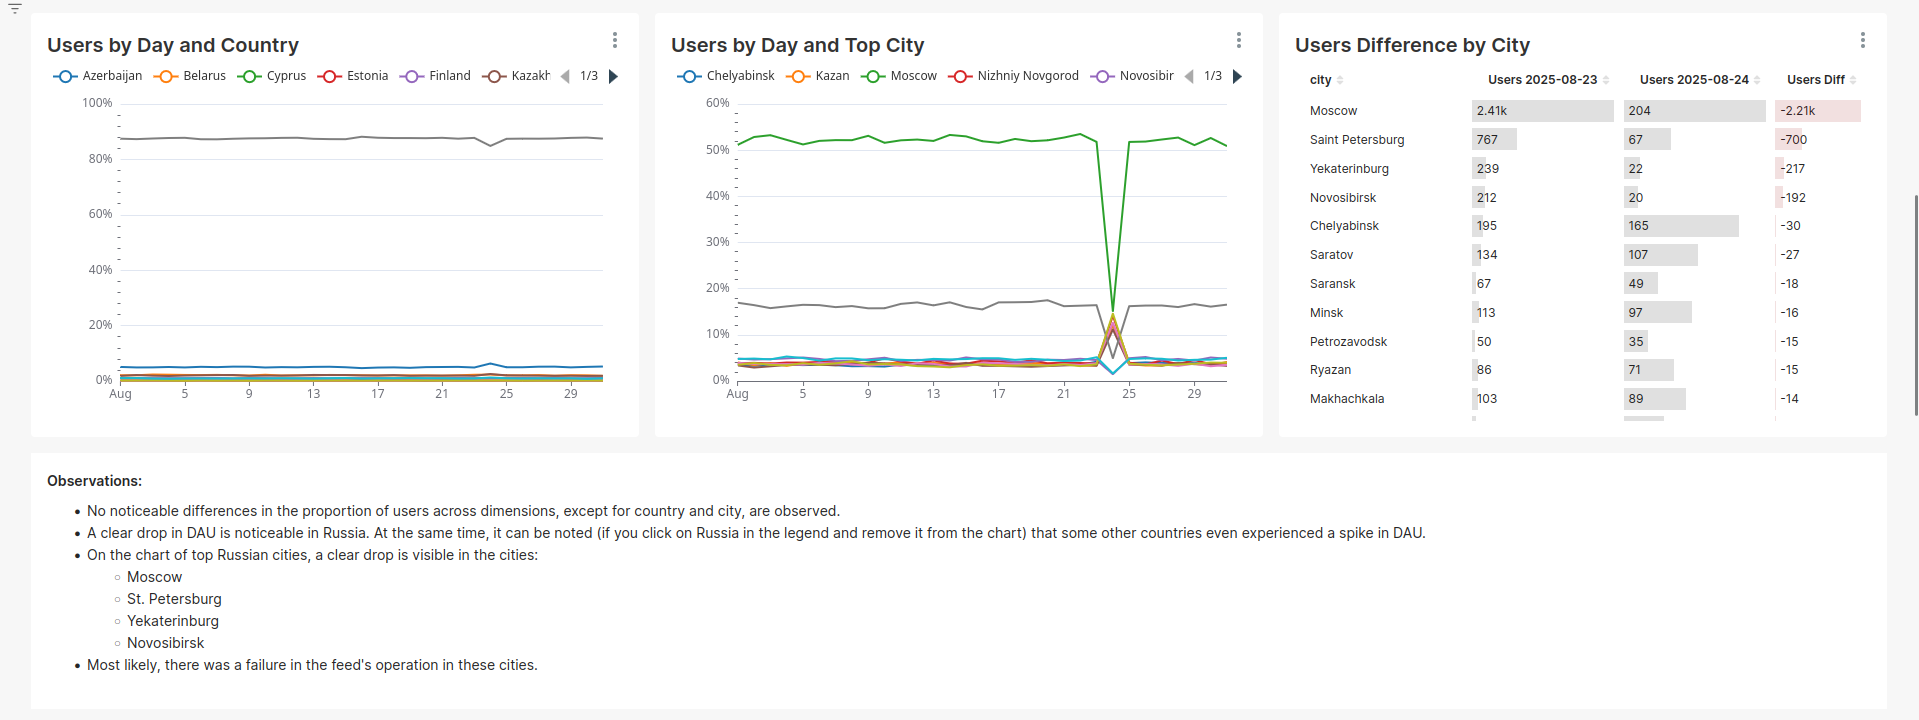 Users by Day and Country
Azerbaijan Belarus Cyprus Estonia Finland Kazakh 1/3
100%
80%
60%
40%
20%
0%
Aug 5 9 13 17 21 25 29
Users by Day and Top City
Chelyabinsk Kazan Moscow Nizhniy Novgorod Novosibir 1/3
60%
50%
40%
30%
20%
10%
0%
Aug 5 9 13 17 21 25 29
Users Difference by City
city Users 2025-08-23 Users 2025-08-24 Users Diff
Moscow 2.41k 204 -2.21k
Saint Petersburg 767 67 -700
Yekaterinburg 239 22 -217
Novosibirsk 212 20 -192
Chelyabinsk 195 165 -30
Saratov 134 107 -27
Saransk 67 49 -18
Minsk 113 97 -16
Petrozavodsk 50 35 -15
Ryazan 86 71 -15
Makhachkala 103 89 -14
Observations:
• No noticeable differences in the proportion of users across dimensions, except for country and city, are observed.
• A clear drop in DAU is noticeable in Russia. At the same time, it can be noted (if you click on Russia in the legend and remove it from the chart) that some other countries even experienced a spike in DAU.
• On the chart of top Russian cities, a clear drop is visible in the cities:
○ Moscow
○ St. Petersburg
○ Yekaterinburg
○ Novosibirsk
• Most likely, there was a failure in the feed's operation in these cities.